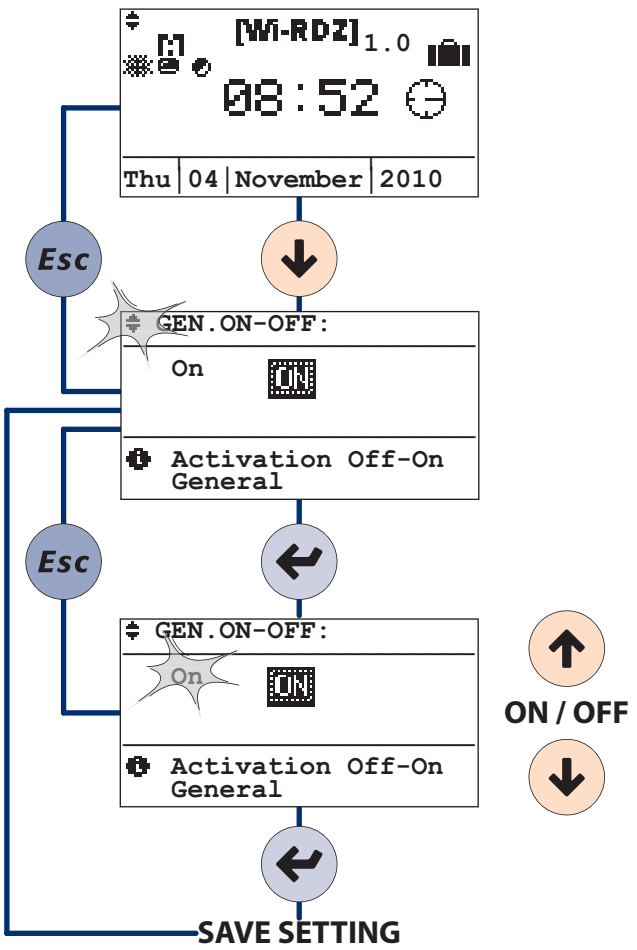 [Wi-RDZ] 1.0
08:52
Thu 04 November 2010
Esc
GEN.ON-OFF:
On ON
Activation Off-On
General
Esc
GEN.ON-OFF:
On ON
ON / OFF
Activation Off-On
General
SAVE SETTING